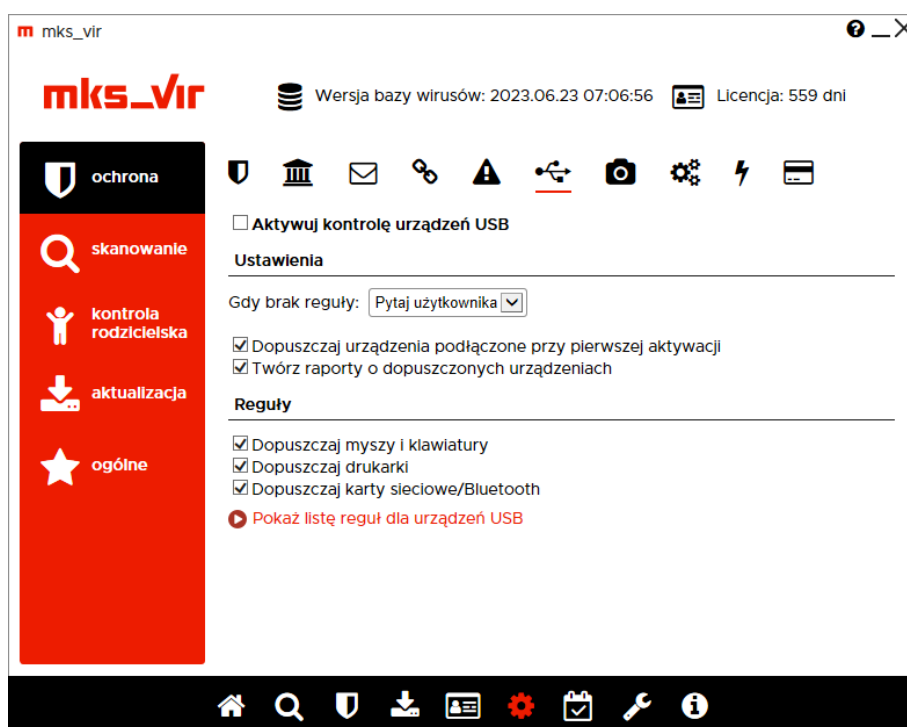 m mks_vir
mks_vir
Wersja bazy wirusów: 2023.06.23 07:06:56
Licencja: 559 dni
ochrona
skanowanie
kontrola
rodzicielska
aktualizacja
ogólne
Aktywuj kontrolę urządzeń USB
Ustawienia
Gdy brak reguły: Pytaj użytkownika
Dopuszczaj urządzenia podłączone przy pierwszej aktywacji
Twórz raporty o dopuszczonych urządzeniach
Reguły
Dopuszczaj myszy i klawiatury
Dopuszczaj drukarki
Dopuszczaj karty sieciowe/Bluetooth
Pokaż listę reguł dla urządzeń USB